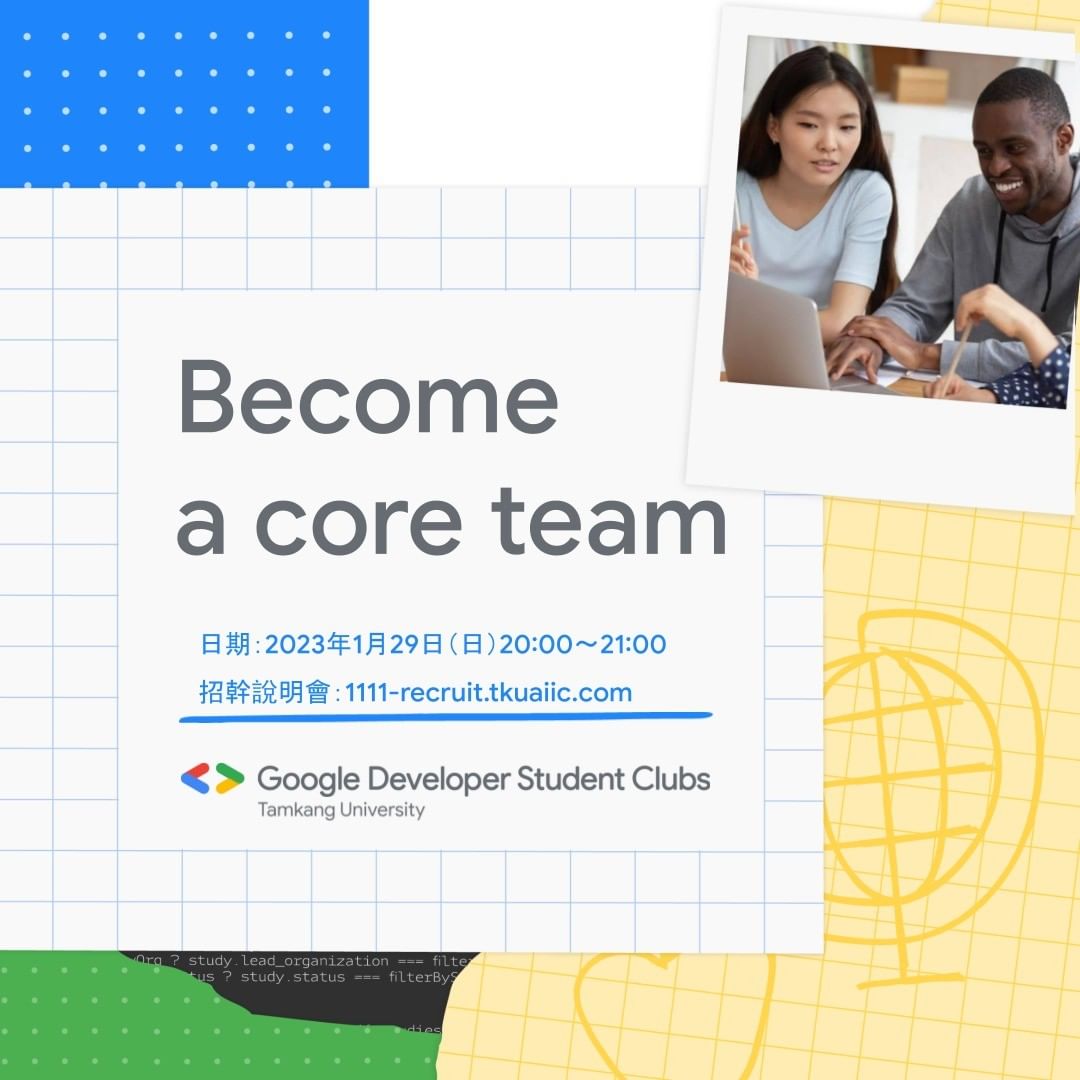 Become
a core team
日期：2023年1月29日（日）20:00～21:00
招幹說明會：1111-recruit.tkuaiic.com
Google Developer Student Clubs
Tamkang University
Org ? study.lead_organization === filter
tus ? study.status === filterByS